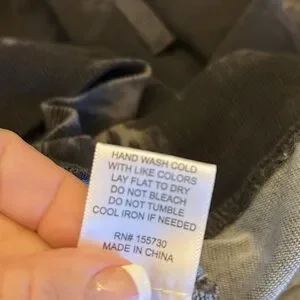 HAND WASH COLD
WITH LIKE COLORS
LAY FLAT TO DRY
DO NOT BLEACH
DO NOT TUMBLE
COOL IRON IF NEEDED
RN# 155730
MADE IN CHINA